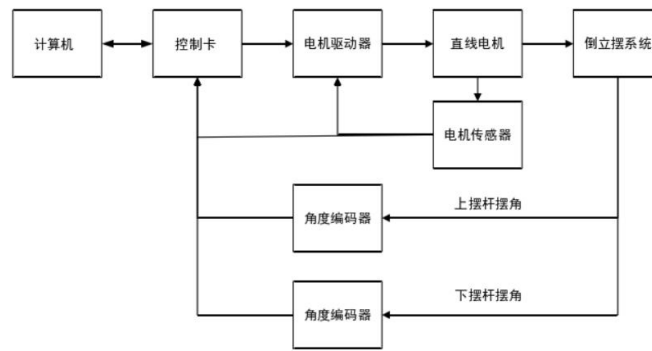 计算机
控制卡
电机驱动器
直线电机
倒立摆系统
电机传感器
上摆杆摆角
角度编码器
下摆杆摆角
角度编码器